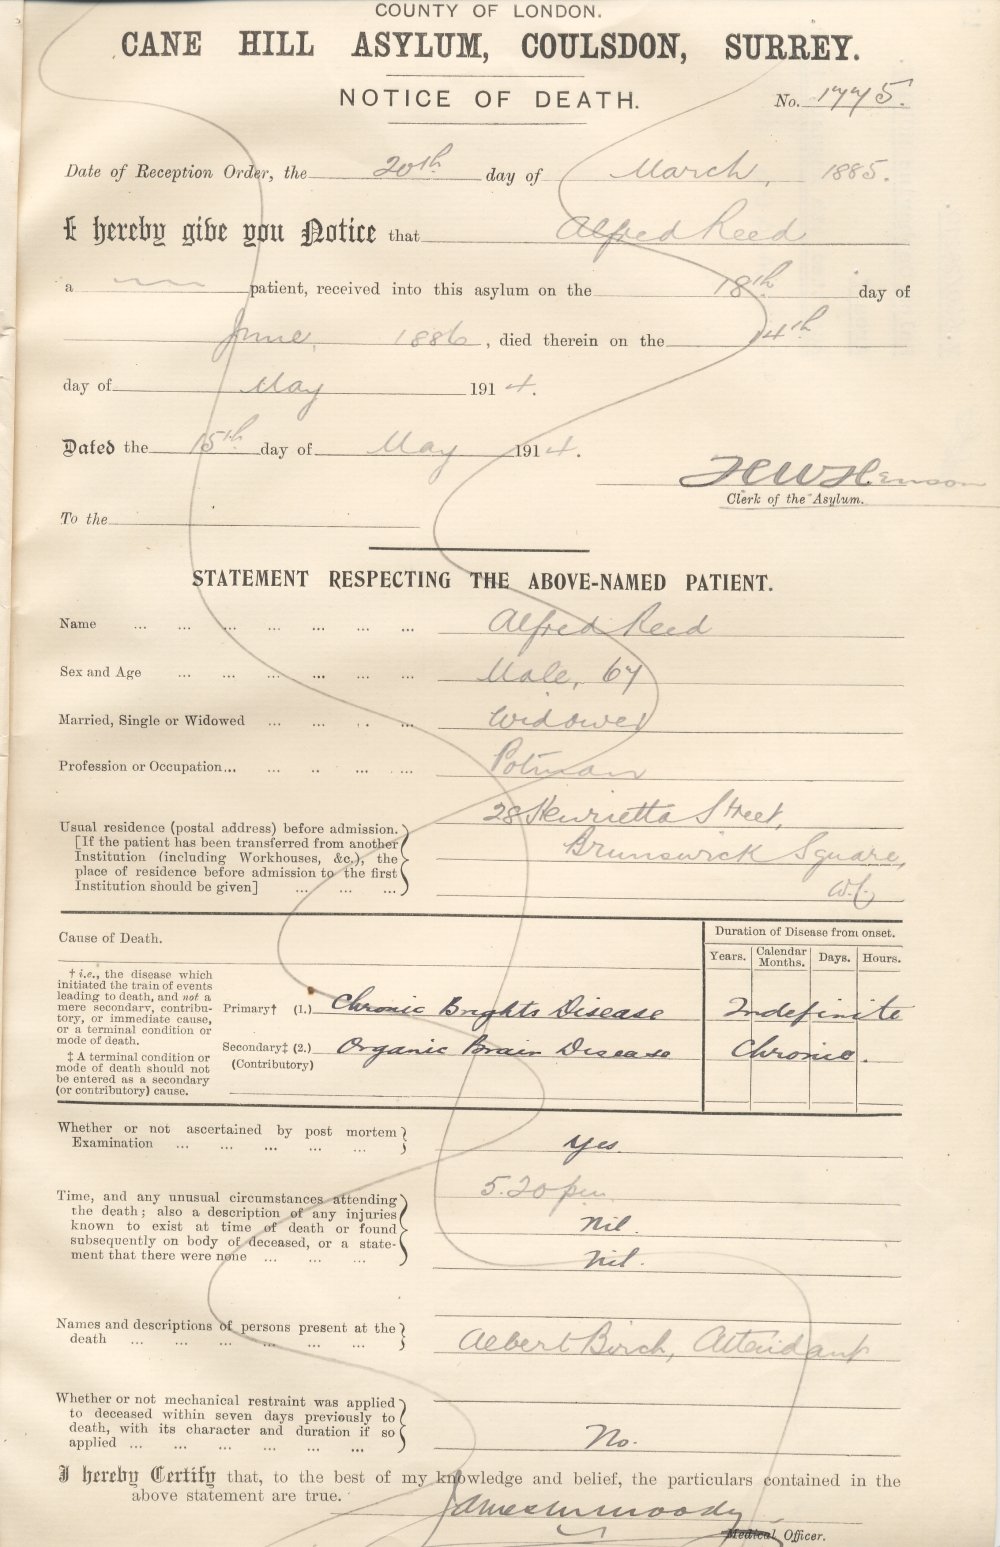 COUNTY OF LONDON.
CANE HILL ASYLUM, COULSDON, SURREY.
NOTICE OF DEATH.
No. 1775.
Date of Reception Order, the 20th day of March, 1885.
I hereby give you Notice that Alfred Reed
a patient, received into this asylum on the 18th day of
June, 1886, died therein on the 14th
day of May 1914.
Dated the 15th day of May 1914.
Clerk of the Asylum.
To the
STATEMENT RESPECTING THE ABOVE-NAMED PATIENT.
Name ... ... ... ... ... ... ... Alfred Reed
Sex and Age ... ... ... ... ... ... Male, 67
Married, Single or Widowed ... ... ... ... Widower
Profession or Occupation... ... ... ... ... Potman
Usual residence (postal address) before admission. 28 Henrietta Street,
[If the patient has been transferred from another Brunswick Square,
Institution (including Workhouses, &c.), the
place of residence before admission to the first W.C.
Institution should be given] ... ... ...
Cause of Death.
Duration of Disease from onset.
Years. Calendar Months. Days. Hours.
† i.e., the disease which
initiated the train of events
leading to death, and not a
mere secondary, contribu-
tory, or immediate cause,
or a terminal condition or
mode of death.
Primary† (1.) Chronic Brights Disease Indefinite
‡ A terminal condition or
mode of death should not
be entered as a secondary
(or contributory) cause.
Secondary‡ (2.) Organic Brain Disease Chronic.
(Contributory)
Whether or not ascertained by post mortem
Examination ... ... ... ... ... Yes.
Time, and any unusual circumstances attending 5.20 pm
the death; also a description of any injuries
known to exist at time of death or found Nil.
subsequently on body of deceased, or a state-
ment that there were none ... ... ... Nil.
Names and descriptions of persons present at the
death ... ... ... ... ... ... ... Albert Birch, Attendant
Whether or not mechanical restraint was applied
to deceased within seven days previously to
death, with its character and duration if so
applied ... ... ... ... ... ... No.
I hereby Certify that, to the best of my knowledge and belief, the particulars contained in the
above statement are true.
James M Moody
Medical Officer.